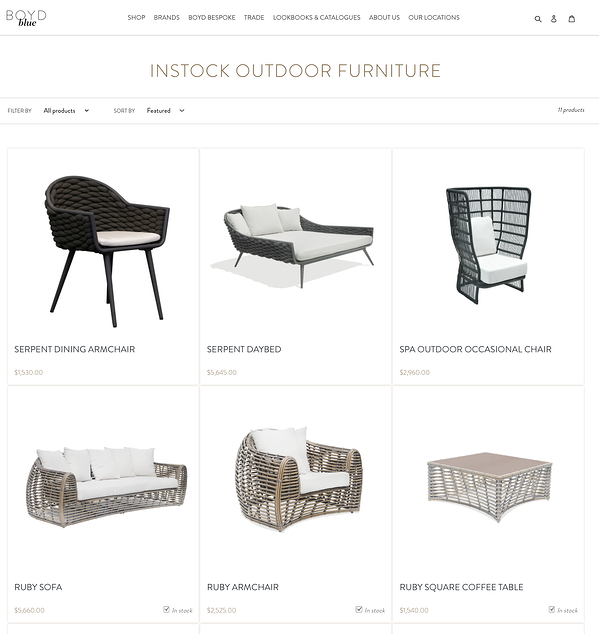 BOYD
blue
SHOP BRANDS BOYD BESPOKE TRADE LOOKBOOKS & CATALOGUES ABOUT US OUR LOCATIONS
INSTOCK OUTDOOR FURNITURE
FILTER BY All products SORT BY Featured 11 products
SERPENT DINING ARMCHAIR
$1,530.00
SERPENT DAYBED
$5,645.00
SPA OUTDOOR OCCASIONAL CHAIR
$2,960.00
RUBY SOFA
$5,660.00 In stock
RUBY ARMCHAIR
$2,525.00 In stock
RUBY SQUARE COFFEE TABLE
$1,540.00 In stock